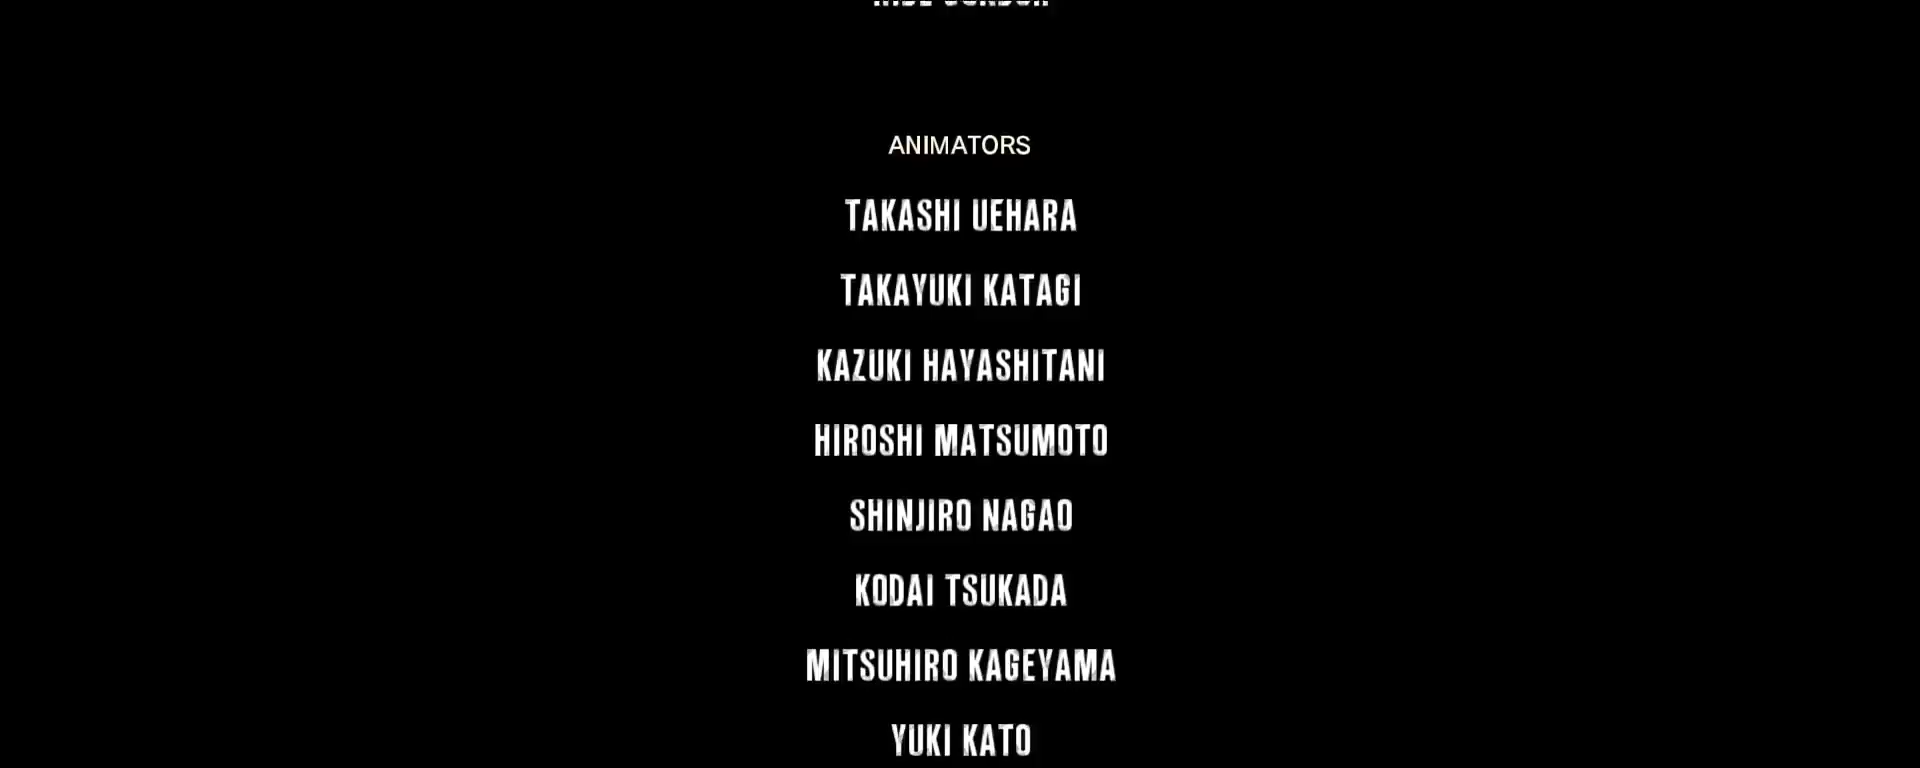 ANIMATORS
TAKASHI UEHARA
TAKAYUKI KATAGI
KAZUKI HAYASHITANI
HIROSHI MATSUMOTO
SHINJIRO NAGAO
KODAI TSUKADA
MITSUHIRO KAGEYAMA
YUKI KATO